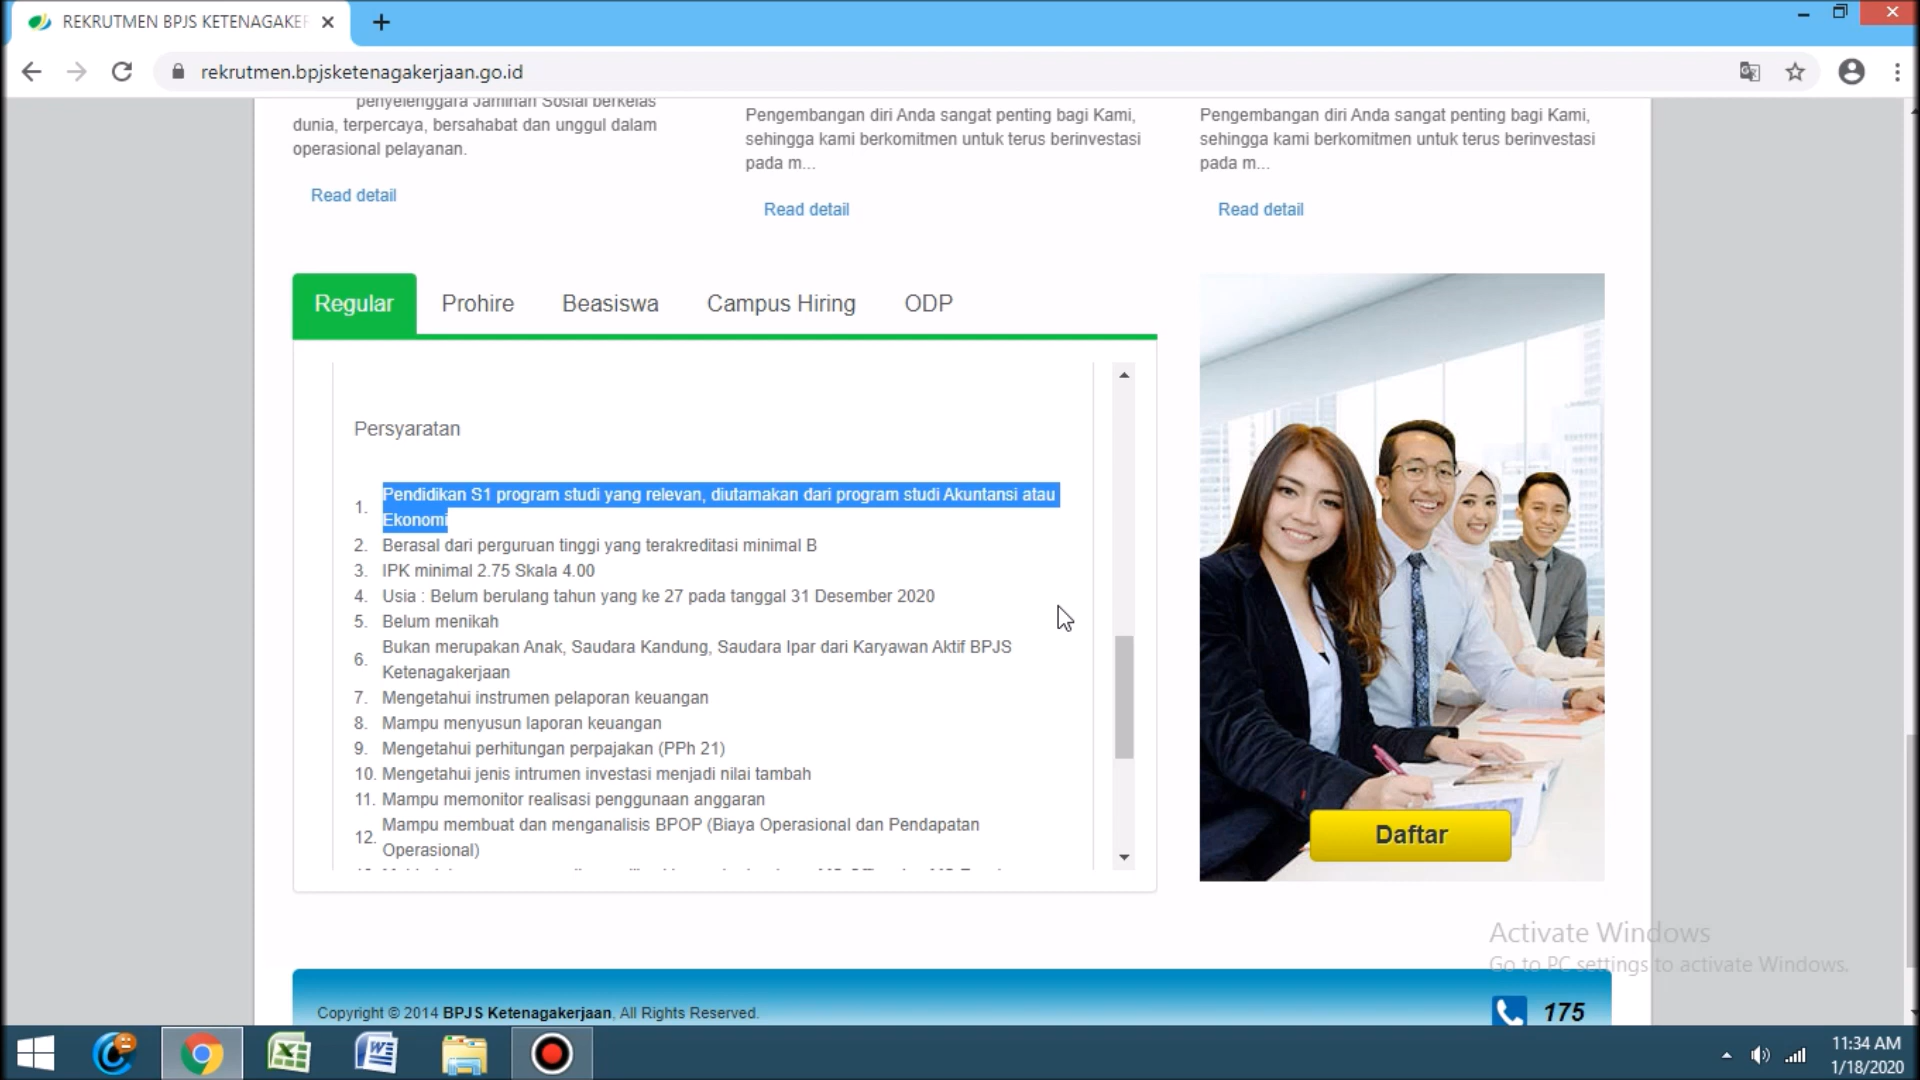 REKRUTMEN BPJS KETENAGAKER
rekrutmen.bpjsketenagakerjaan.go.id
penyelenggara Jaminan Sosial berkelas
dunia, terpercaya, bersahabat dan unggul dalam
operasional pelayanan.
Read detail
Pengembangan diri Anda sangat penting bagi Kami,
sehingga kami berkomitmen untuk terus berinvestasi
pada m...
Read detail
Pengembangan diri Anda sangat penting bagi Kami,
sehingga kami berkomitmen untuk terus berinvestasi
pada m...
Read detail
Regular Prohire Beasiswa Campus Hiring ODP
Persyaratan
1. Pendidikan S1 program studi yang relevan, diutamakan dari program studi Akuntansi atau
Ekonomi
2. Berasal dari perguruan tinggi yang terakreditasi minimal B
3. IPK minimal 2.75 Skala 4.00
4. Usia : Belum berulang tahun yang ke 27 pada tanggal 31 Desember 2020
5. Belum menikah
6. Bukan merupakan Anak, Saudara Kandung, Saudara Ipar dari Karyawan Aktif BPJS
Ketenagakerjaan
7. Mengetahui instrumen pelaporan keuangan
8. Mampu menyusun laporan keuangan
9. Mengetahui perhitungan perpajakan (PPh 21)
10. Mengetahui jenis intrumen investasi menjadi nilai tambah
11. Mampu memonitor realisasi penggunaan anggaran
12. Mampu membuat dan menganalisis BPOP (Biaya Operasional dan Pendapatan
Operasional)
Daftar
Activate Windows
Go to PC settings to activate Windows.
Copyright © 2014 BPJS Ketenagakerjaan, All Rights Reserved.
175
11:34 AM
1/18/2020